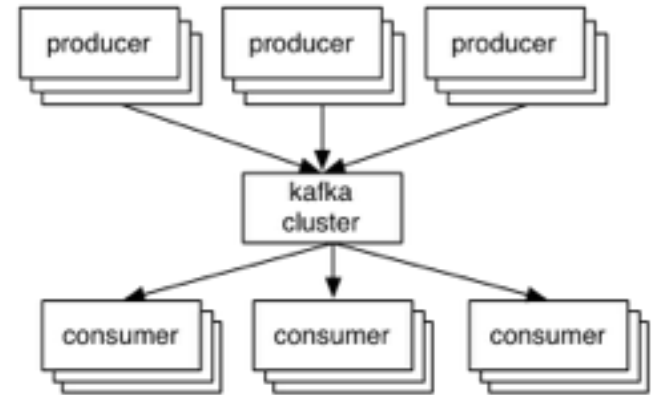 producer
producer
producer
kafka
cluster
consumer
consumer
consumer